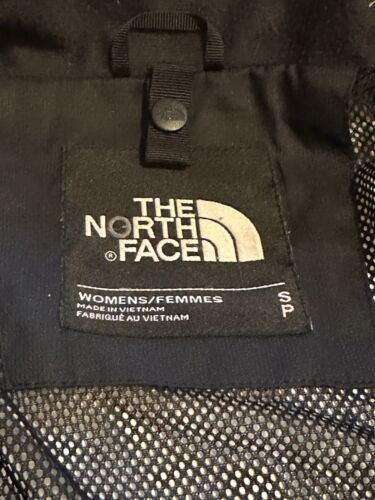 THE
NORTH
® FACE
WOMENS/FEMMES S
MADE IN VIETNAM P
FABRIQUÉ AU VIETNAM